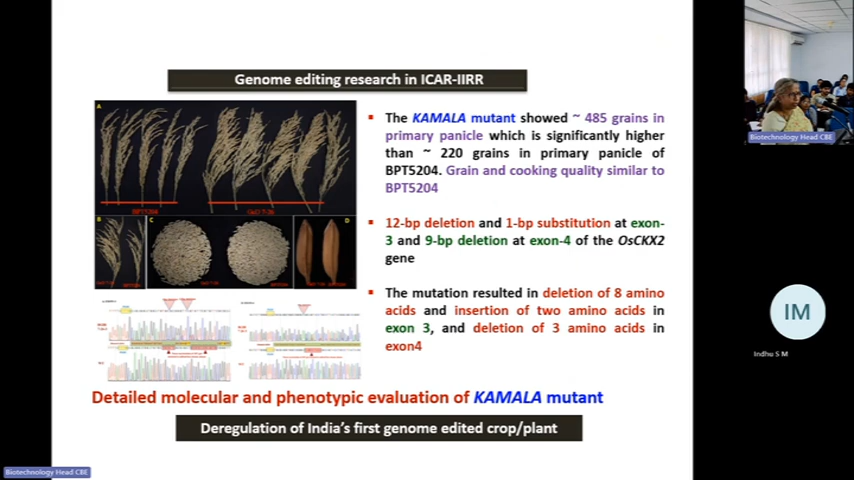 Genome editing research in ICAR-IIRR
A
BPT5204
B
C
D
▪ The KAMALA mutant showed ~ 485 grains in
primary panicle which is significantly higher
than ~ 220 grains in primary panicle of
BPT5204. Grain and cooking quality similar to
BPT5204
▪ 12-bp deletion and 1-bp substitution at exon-
3 and 9-bp deletion at exon-4 of the OsCKX2
gene
▪ The mutation resulted in deletion of 8 amino
acids and insertion of two amino acids in
exon 3, and deletion of 3 amino acids in
exon4
Detailed molecular and phenotypic evaluation of KAMALA mutant
Deregulation of India's first genome edited crop/plant
Biotechnology Head CBE
IM
Indhu S M
Biotechnology Head CBE